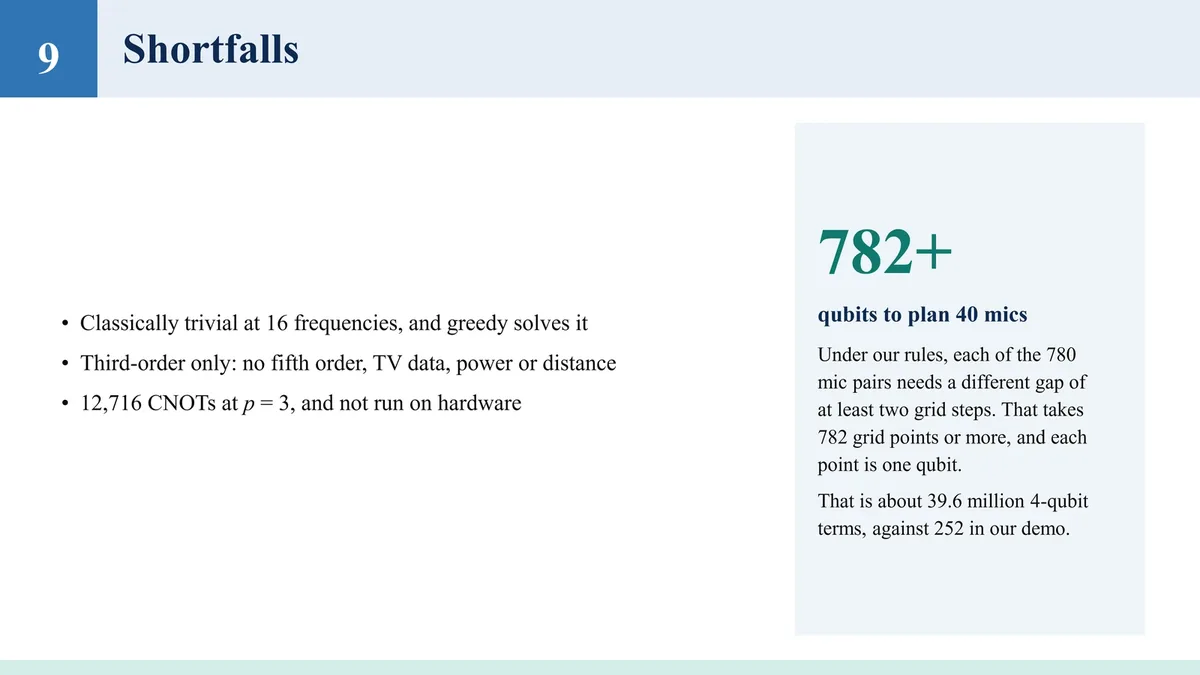 9
Shortfalls
• Classically trivial at 16 frequencies, and greedy solves it
• Third-order only: no fifth order, TV data, power or distance
• 12,716 CNOTs at p = 3, and not run on hardware
782+
qubits to plan 40 mics
Under our rules, each of the 780
mic pairs needs a different gap of
at least two grid steps. That takes
782 grid points or more, and each
point is one qubit.
That is about 39.6 million 4-qubit
terms, against 252 in our demo.